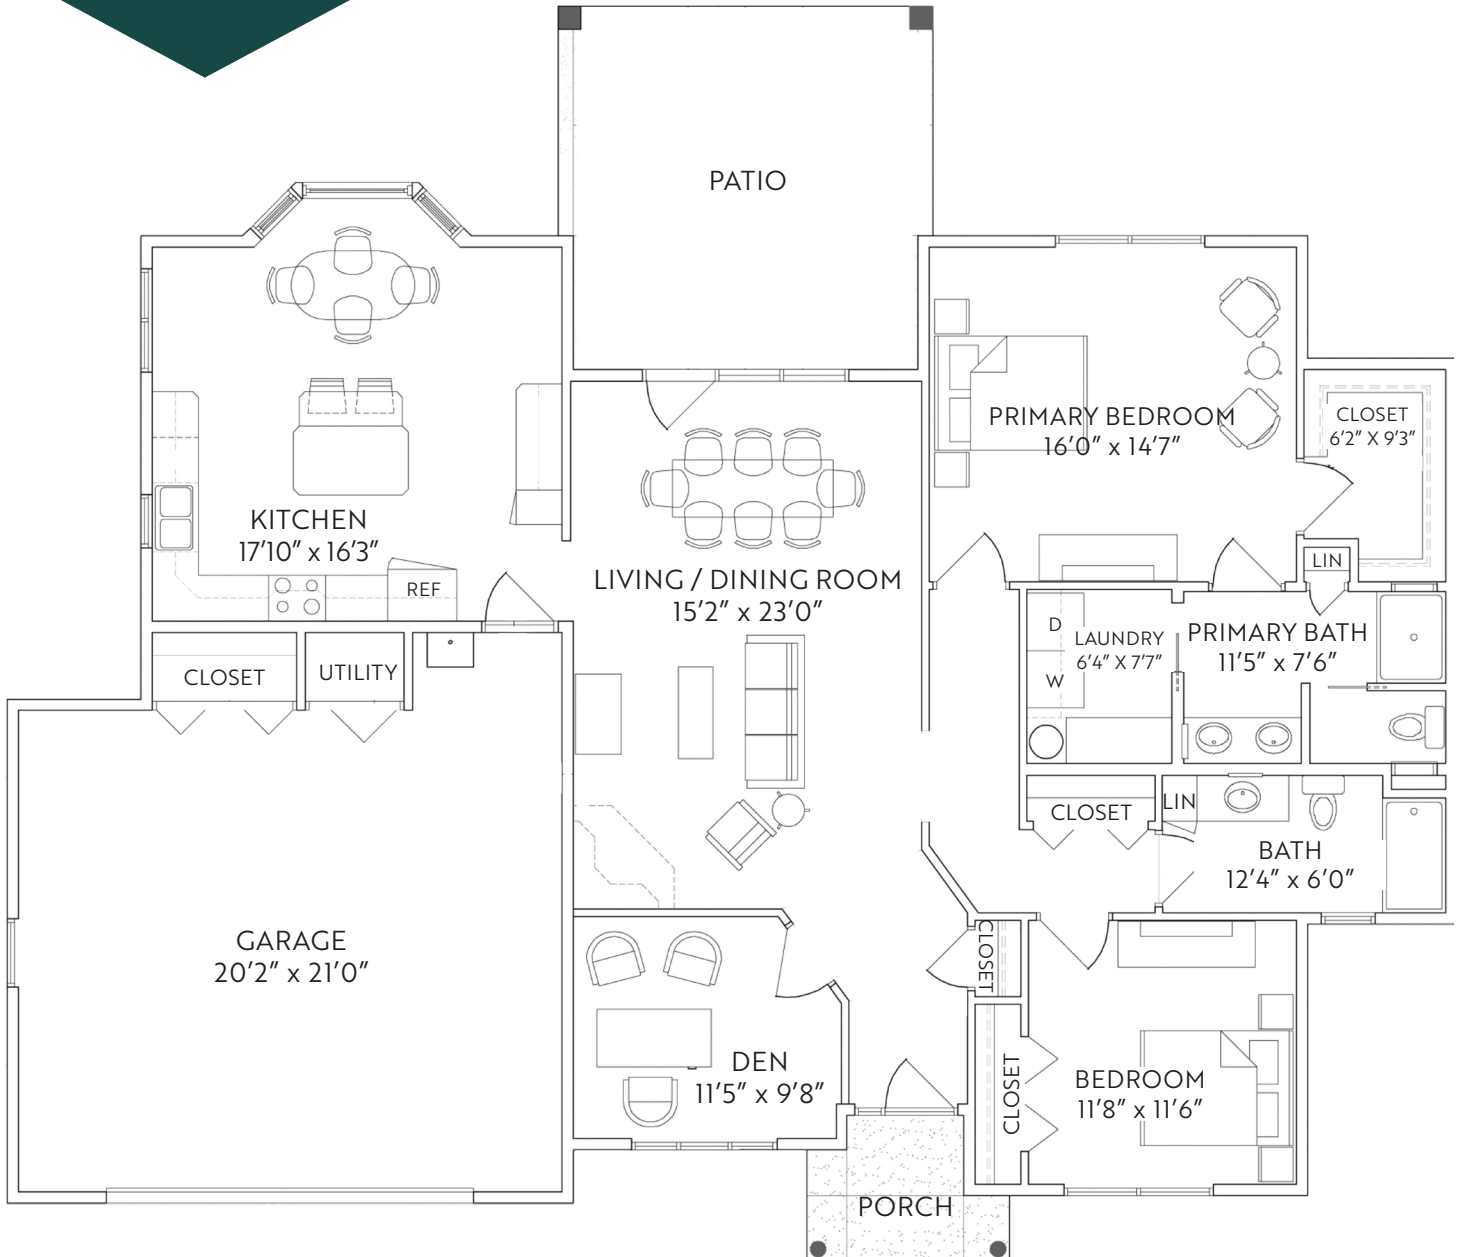 PATIO
PRIMARY BEDROOM
16'0" x 14'7"
CLOSET
6'2" X 9'3"
KITCHEN
17'10" x 16'3"
REF
LIVING / DINING ROOM
15'2" x 23'0"
LIN
D
W
LAUNDRY
6'4" X 7'7"
PRIMARY BATH
11'5" x 7'6"
CLOSET
UTILITY
CLOSET
LIN
BATH
12'4" x 6'0"
GARAGE
20'2" x 21'0"
CLOSET
DEN
11'5" x 9'8"
CLOSET
BEDROOM
11'8" x 11'6"
PORCH